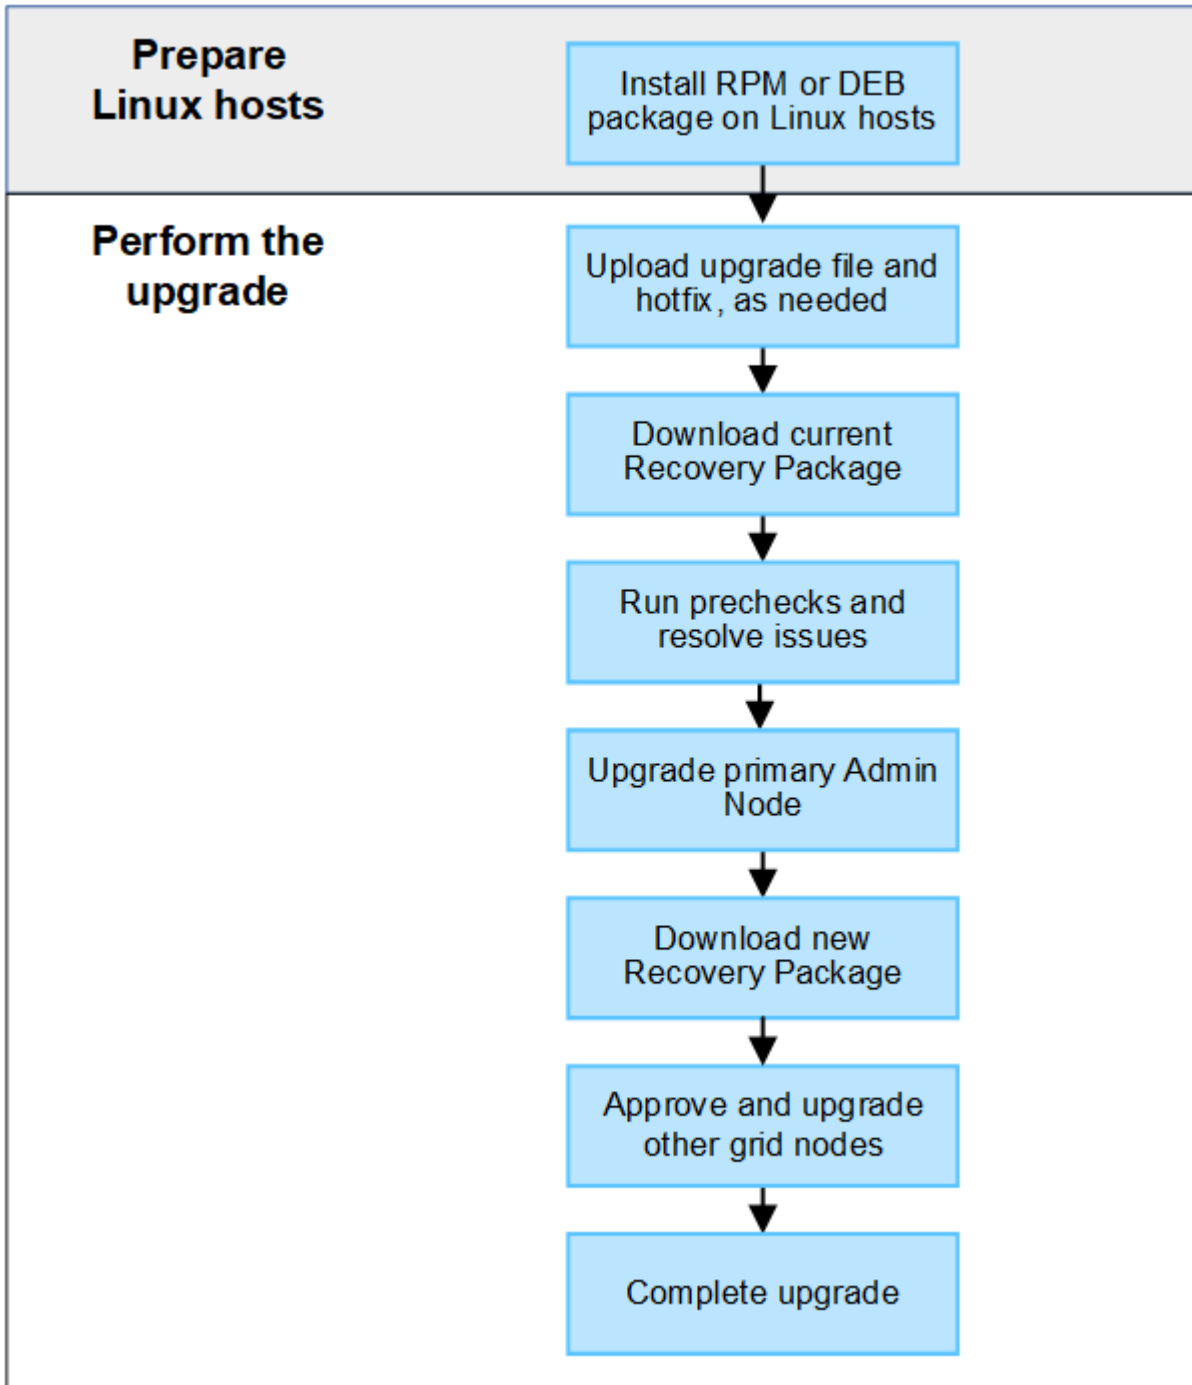 Prepare
Linux hosts
Install RPM or DEB
package on Linux hosts
Perform the
upgrade
Upload upgrade file and
hotfix, as needed
Download current
Recovery Package
Run prechecks and
resolve issues
Upgrade primary Admin
Node
Download new
Recovery Package
Approve and upgrade
other grid nodes
Complete upgrade